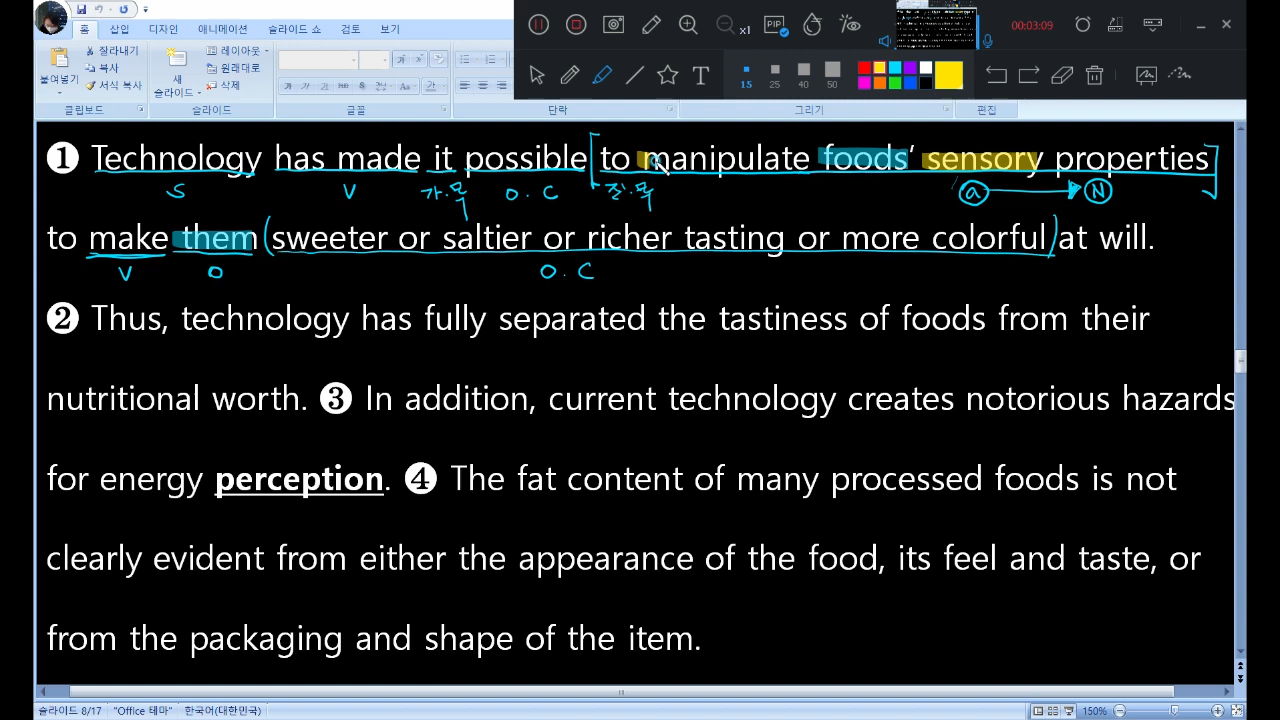 홈 삽입 디자인 애니메이션 슬라이드 쇼 검토 보기
PIP x1 00:03:09
붙여넣기 잘라내기 복사 서식 복사
새 슬라이드 레이아웃 원래대로 삭제
15 25 40 50
클립보드 슬라이드 글꼴 단락 그리기 편집
❶ Technology has made it possible [to manipulate foods’ sensory properties]
S V 가.목 O.C 진.목 a N
to make them (sweeter or saltier or richer tasting or more colorful) at will.
V O O.C
❷ Thus, technology has fully separated the tastiness of foods from their
nutritional worth. ❸ In addition, current technology creates notorious hazards
for energy perception. ❹ The fat content of many processed foods is not
clearly evident from either the appearance of the food, its feel and taste, or
from the packaging and shape of the item.
슬라이드 8/17 "Office 테마" 한국어(대한민국) 150%